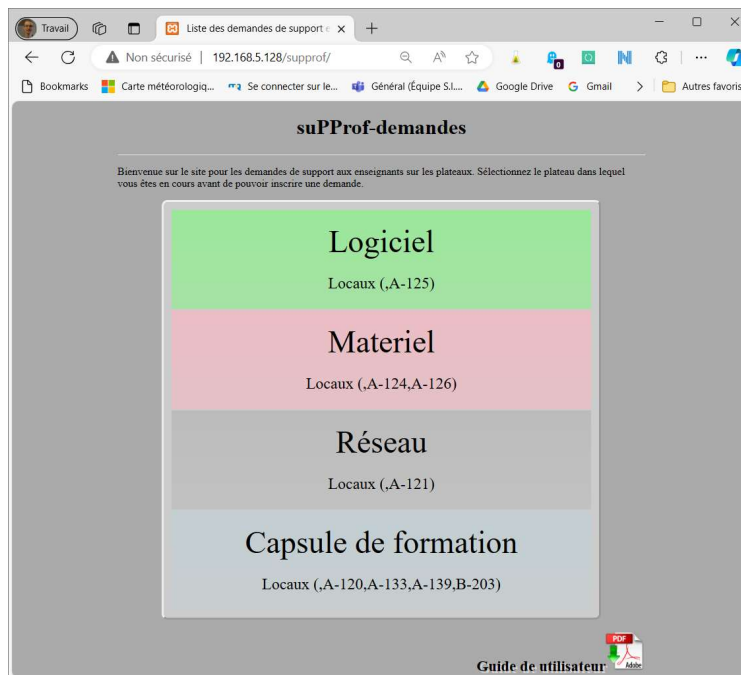 Travail
Liste des demandes de support e
Non sécurisé | 192.168.5.128/supprof/
0
Bookmarks Carte météorologiq... Se connecter sur le... Général (Équipe S.I.... Google Drive Gmail Autres favoris
suPProf-demandes
Bienvenue sur le site pour les demandes de support aux enseignants sur les plateaux. Sélectionnez le plateau dans lequel
vous êtes en cours avant de pouvoir inscrire une demande.
Logiciel
Locaux (,A-125)
Materiel
Locaux (,A-124,A-126)
Réseau
Locaux (,A-121)
Capsule de formation
Locaux (,A-120,A-133,A-139,B-203)
PDF
Guide de utilisateur Adobe